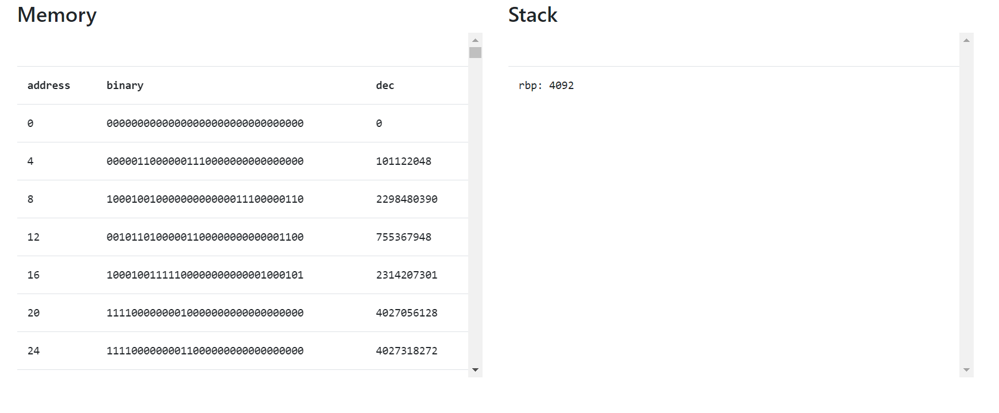 Memory
address binary dec
0 00000000000000000000000000000000 0
4 00000110000001110000000000000000 101122048
8 10001001000000000000011100000110 2298480390
12 00101101000001100000000000001100 755367948
16 10001001111100000000000001000101 2314207301
20 11110000000010000000000000000000 4027056128
24 11110000000011000000000000000000 4027318272
Stack
rbp: 4092